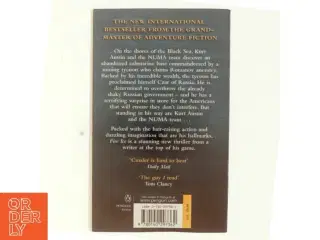 THE NEW INTERNATIONAL
BESTSELLER FROM THE GRAND-
MASTER OF ADVENTURE FICTION
On the shores of the Black Sea, Kurt
Austin and the NUMA team discover an
abandoned submarine base commandeered by a
mining tycoon who claims Romanov ancestry.
Backed by his incredible wealth, the tycoon has
proclaimed himself Czar of Russia. He is
determined to overthrow the already
shaky Russian government – and he has a
terrifying surprise in store for the Americans
that will ensure they don't interfere. But
standing in his way are Kurt Austin
and the NUMA team . . .
Packed with the hair-raising action and
daring imagination that are his hallmarks,
Fire Ice is a stunning new thriller from a
writer at the top of his game.
'Cussler is hard to beat'
Daily Mail
'The guy I read'
Tom Clancy
ORD
ERLY